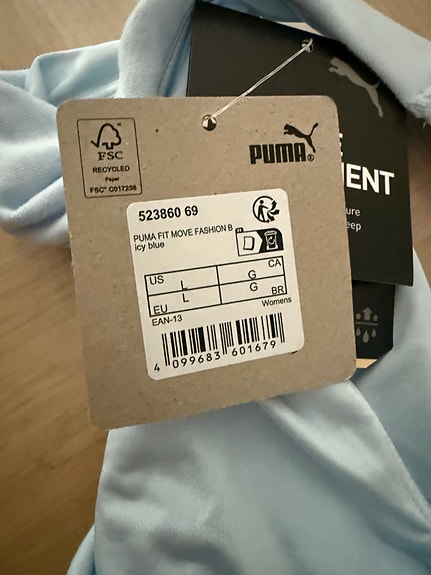 FSC
RECYCLED
Paper
FSC® C017236
PUMA®
ENT
523860 69
PUMA FIT MOVE FASHION B
icy blue
US L G CA
EU L G BR
EAN-13 Womens
4 099683 601679